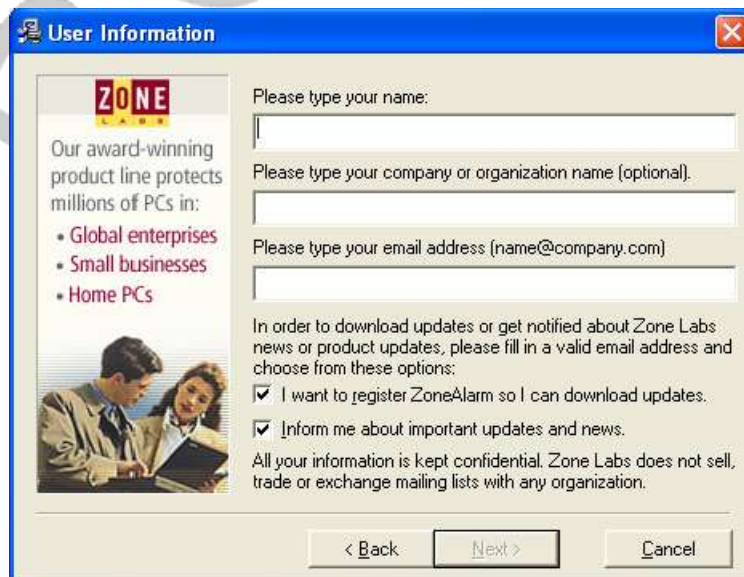 User Information
ZONE
LABS
Our award-winning
product line protects
millions of PCs in:
• Global enterprises
• Small businesses
• Home PCs
Please type your name:
Please type your company or organization name (optional).
Please type your email address (name@company.com)
In order to download updates or get notified about Zone Labs
news or product updates, please fill in a valid email address and
choose from these options:
I want to register ZoneAlarm so I can download updates.
Inform me about important updates and news.
All your information is kept confidential. Zone Labs does not sell,
trade or exchange mailing lists with any organization.
< Back
Next >
Cancel